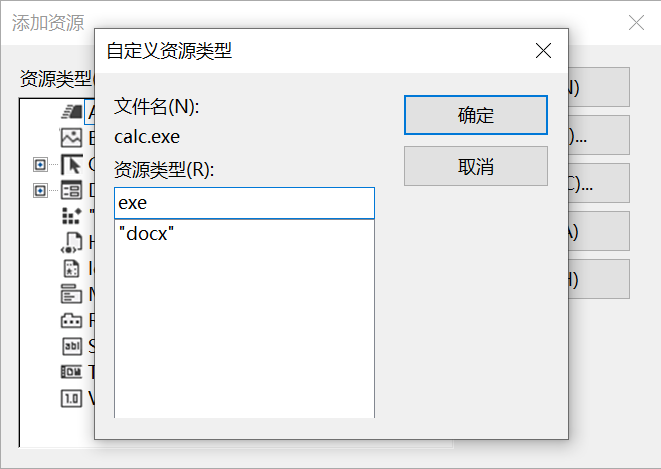 添加资源
自定义资源类型
资源类型(
文件名(N):
calc.exe
资源类型(R):
exe
"docx"
确定
取消
N)
)...
C)...
A)
H)